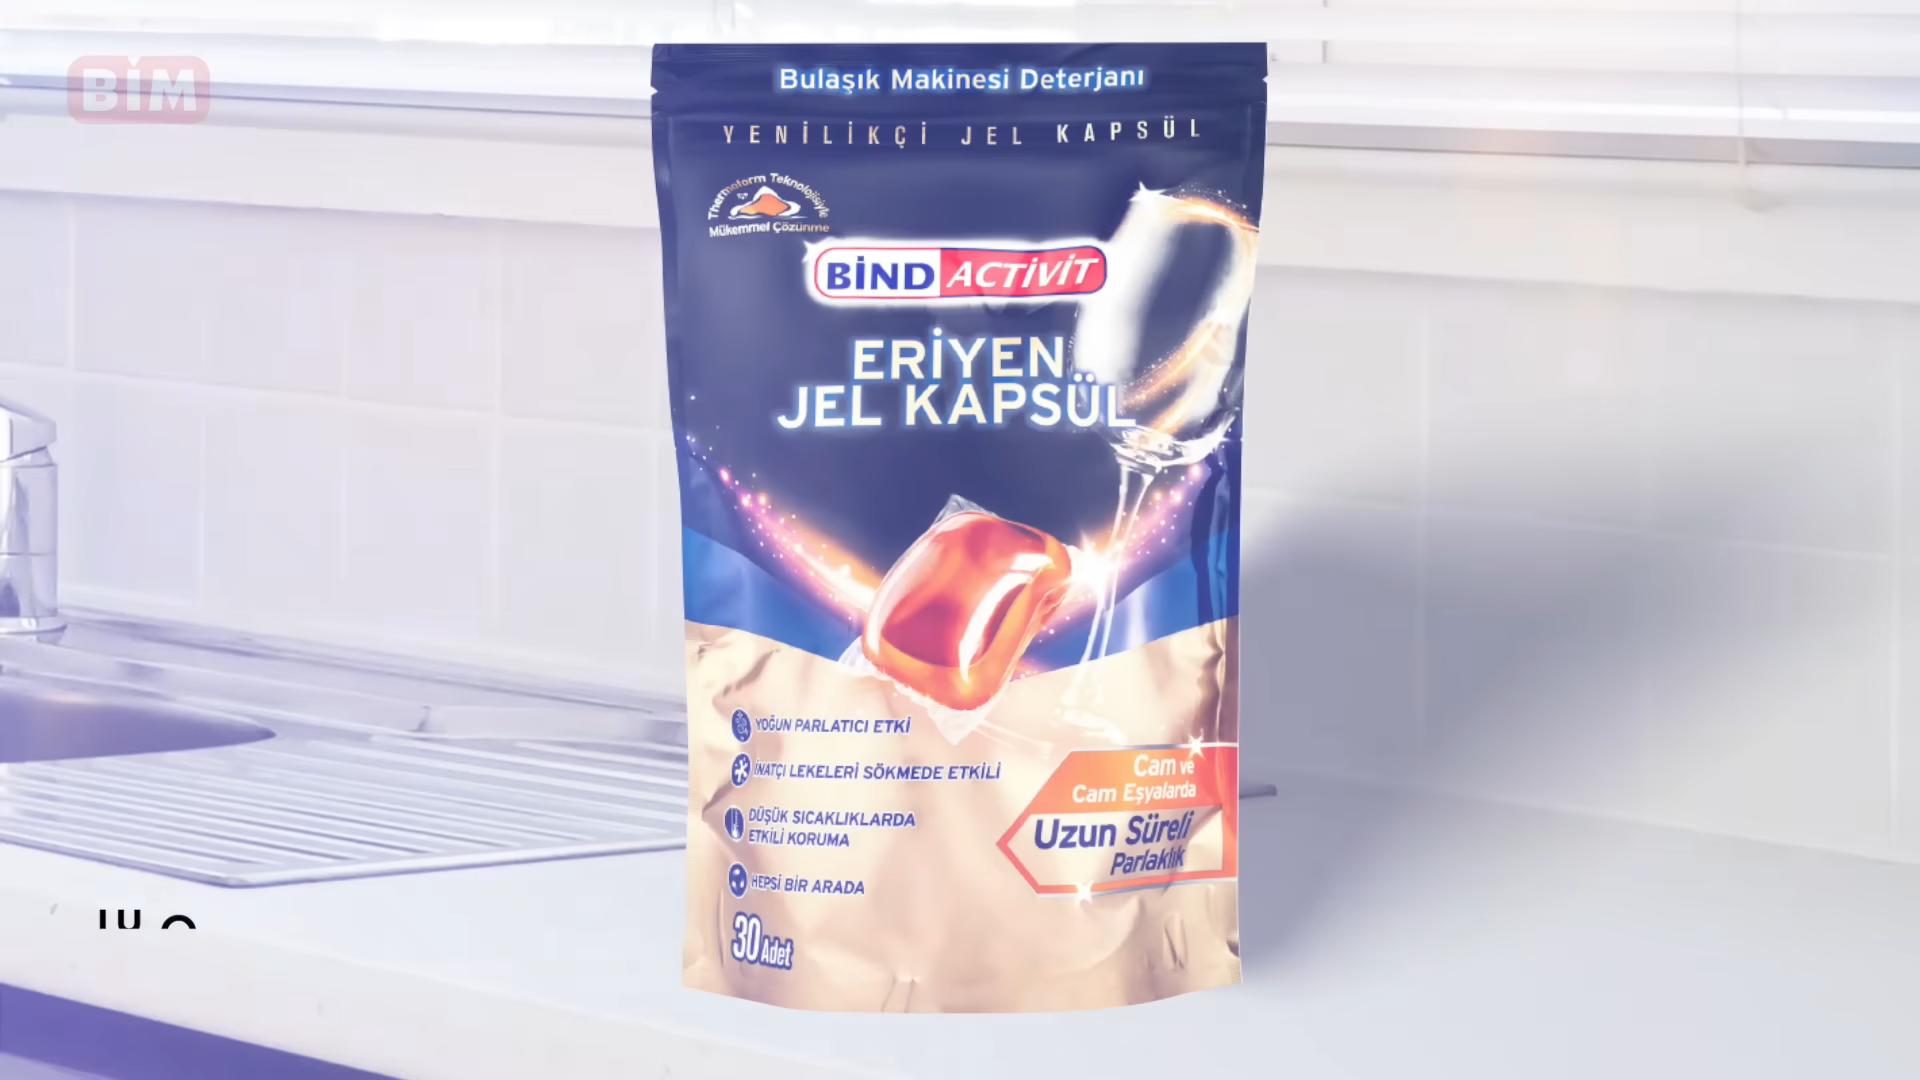 BİM
Bulaşık Makinesi Deterjanı
YENİLİKÇİ JEL KAPSÜL
Thermoform Teknolojisiyle
Mükemmel Çözünme
BİND ACTİVİT
ERİYEN
JEL KAPSÜL
YOĞUN PARLATICI ETKİ
İNATÇI LEKELERİ SÖKMEDE ETKİLİ
DÜŞÜK SICAKLIKLARDA
ETKİLİ KORUMA
HEPSİ BİR ARADA
30 Adet
Cam ve
Cam Eşyalarda
Uzun Süreli
Parlaklık